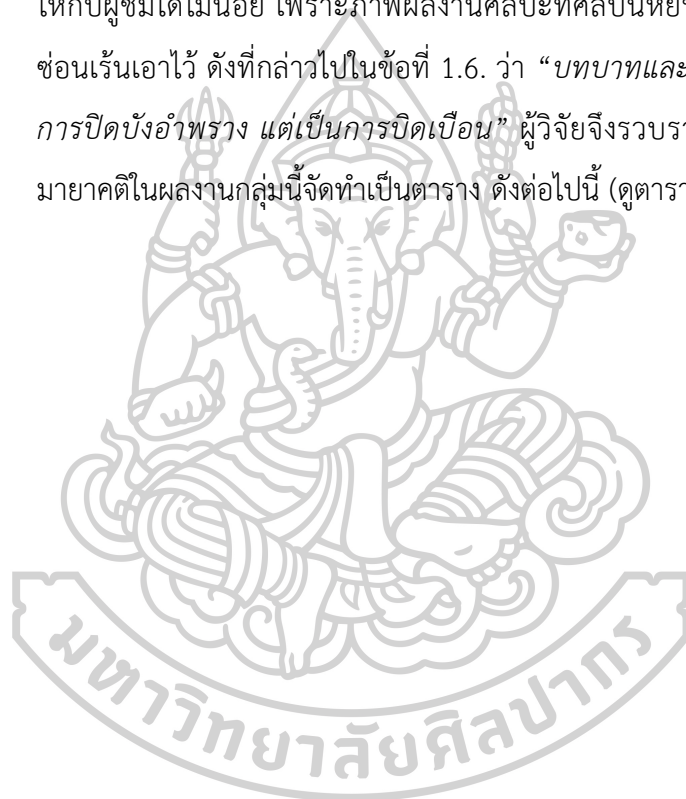 ให้กับผู้ชมได้ไม่น้อย เพราะภาพผลงานศิลปะที่ศิลปินหยิบ
ซ่อนเร้นเอาไว้ ดังที่กล่าวไปในข้อที่ 1.6. ว่า “บทบาทและ
การปิดบังอำพราง แต่เป็นการบิดเบือน” ผู้วิจัยจึงรวบรวม
มายาคติในผลงานกลุ่มนี้จัดทำเป็นตาราง ดังต่อไปนี้ (ดูตาราง
มหาวิทยาลัยศิลปากร